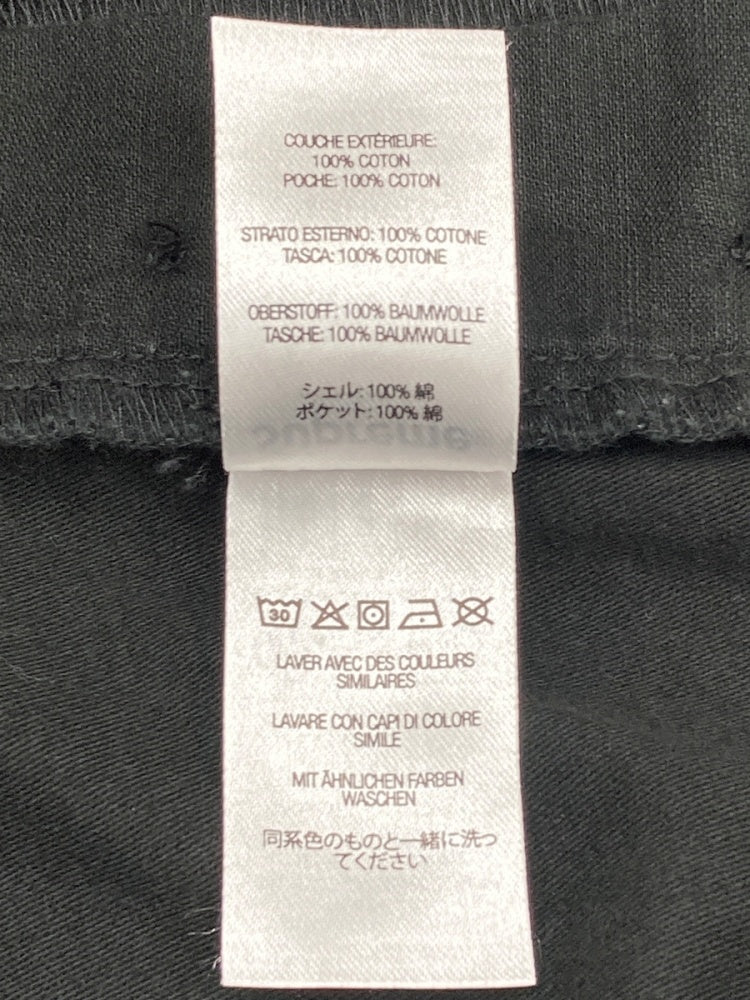 COUCHE EXTÉRIEURE:
100% COTON
POCHE: 100% COTON
STRATO ESTERNO: 100% COTONE
TASCA: 100% COTONE
OBERSTOFF: 100% BAUMWOLLE
TASCHE: 100% BAUMWOLLE
シェル: 100% 綿
ポケット: 100% 綿
30
LAVER AVEC DES COULEURS
SIMILAIRES
LAVARE CON CAPI DI COLORE
SIMILE
MIT ÄHNLICHEN FARBEN
WASCHEN
同系色のものと一緒に洗っ
てください